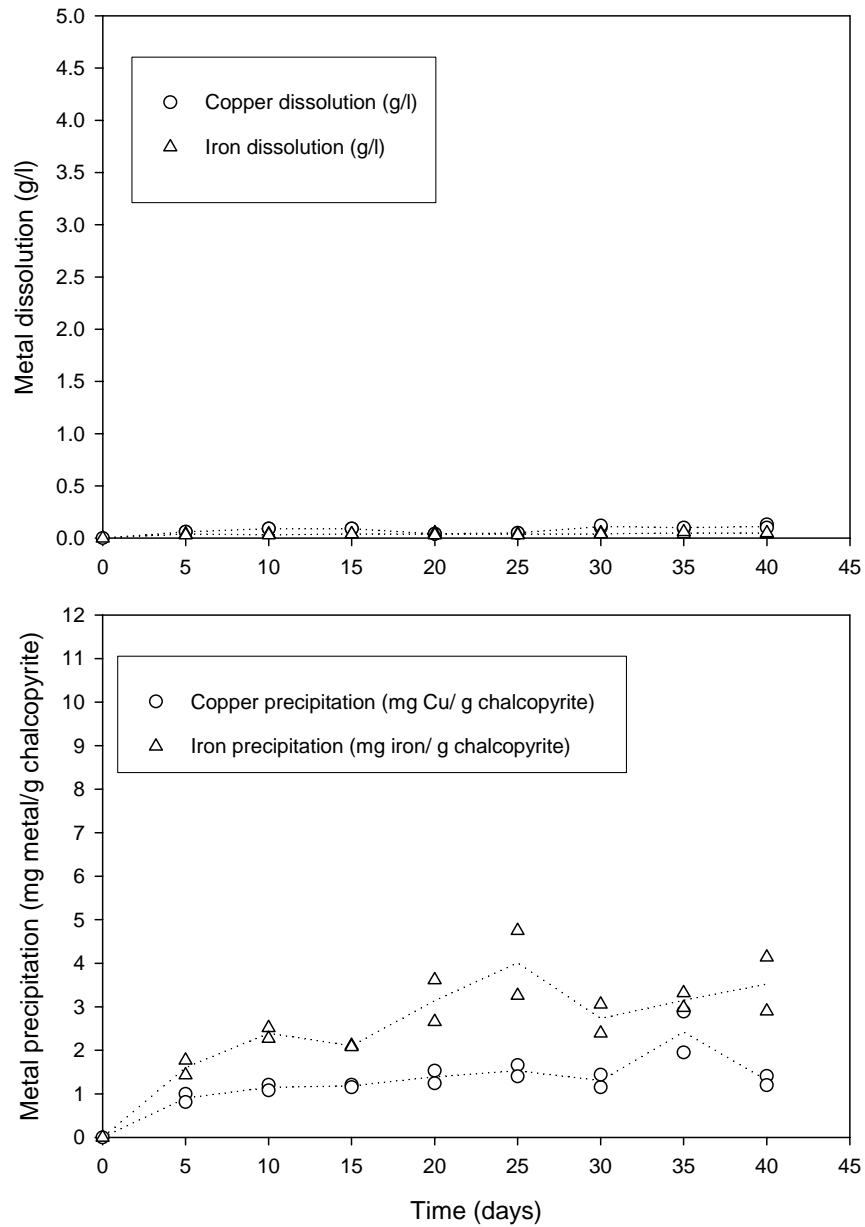 5.0
4.5
4.0
3.5
3.0
2.5
2.0
1.5
1.0
0.5
0.0
Metal dissolution (g/l)
Copper dissolution (g/l)
Iron dissolution (g/l)
0 5 10 15 20 25 30 35 40 45
12
11
10
9
8
7
6
5
4
3
2
1
0
Metal precipitation (mg metal/g chalcopyrite)
Copper precipitation (mg Cu/ g chalcopyrite)
Iron precipitation (mg iron/ g chalcopyrite)
0 5 10 15 20 25 30 35 40 45
Time (days)